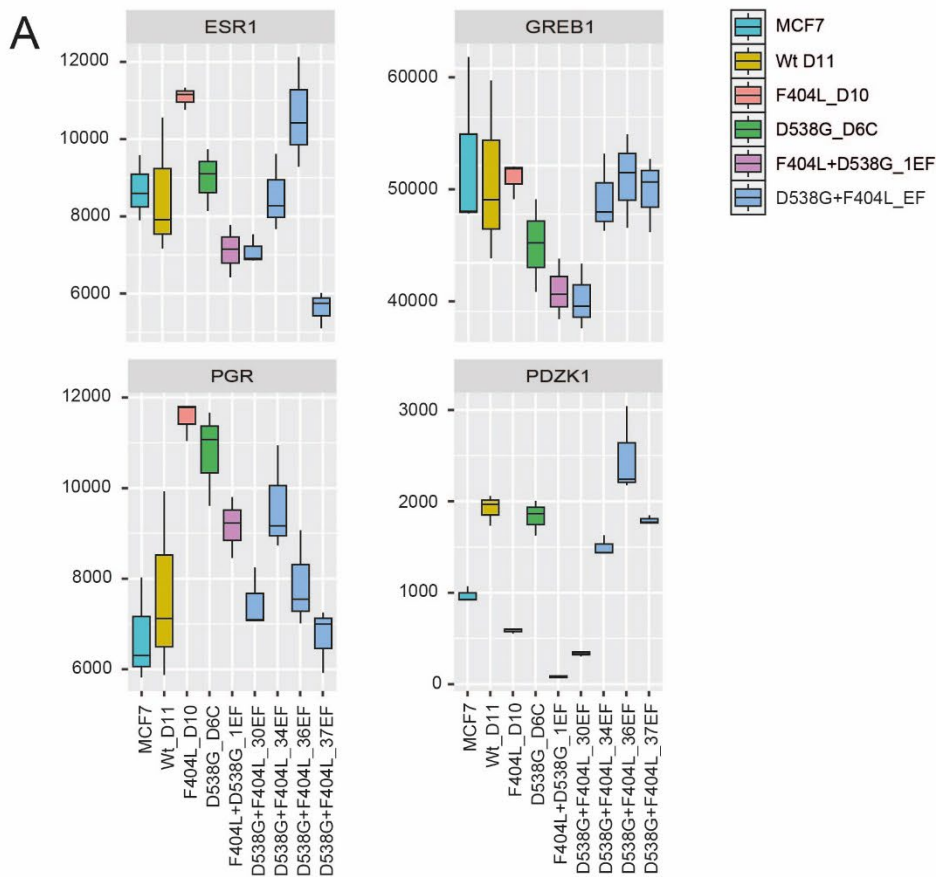 A
ESR1
12000
10000
8000
6000
GREB1
60000
50000
40000
MCF7
Wt D11
F404L_D10
D538G_D6C
F404L+D538G_1EF
D538G+F404L_EF
PGR
12000
10000
8000
6000
PDZK1
3000
2000
1000
0
MCF7
Wt_D11
F404L_D10
D538G_D6C
F404L+D538G_1EF
D538G+F404L_30EF
D538G+F404L_34EF
D538G+F404L_36EF
D538G+F404L_37EF
MCF7
Wt_D11
F404L_D10
D538G_D6C
F404L+D538G_1EF
D538G+F404L_30EF
D538G+F404L_34EF
D538G+F404L_36EF
D538G+F404L_37EF